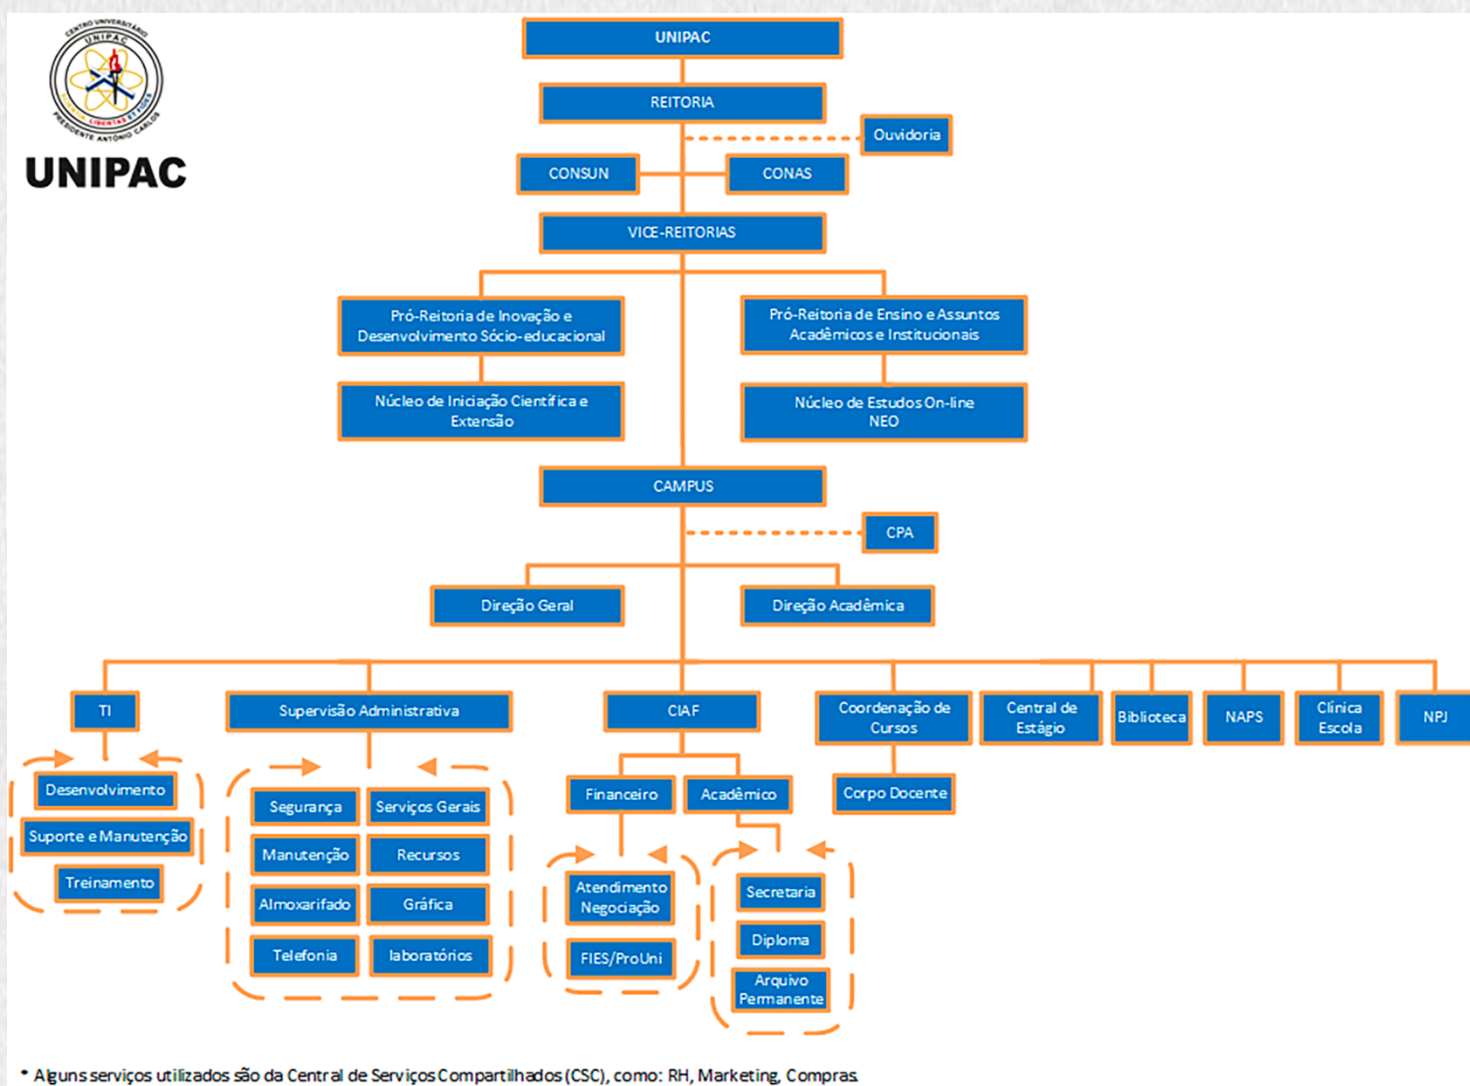 CENTRO UNIVERSITÁRIO
UNIPAC
LIBERTAS ET FIDES
PRESIDENTE ANTÔNIO CARLOS
UNIPAC
UNIPAC
REITORIA
Ouvidoria
CONSUN
CONAS
VICE-REITORIAS
Pró-Reitoria de Inovação e
Desenvolvimento Sócio-educacional
Pró-Reitoria de Ensino e Assuntos
Acadêmicos e Institucionais
Núcleo de Iniciação Científica e
Extensão
Núcleo de Estudos On-line
NEO
CAMPUS
CPA
Direção Geral
Direção Acadêmica
TI
Supervisão Administrativa
CIAF
Coordenação de
Cursos
Central de
Estágio
Biblioteca
NAPS
Clínica
Escola
NPJ
Desenvolvimento
Suporte e Manutenção
Treinamento
Segurança
Serviços Gerais
Manutenção
Recursos
Almoxarifado
Gráfica
Telefonia
laboratórios
Financeiro
Acadêmico
Corpo Docente
Atendimento
Negociação
FIES/ProUni
Secretaria
Diploma
Arquivo
Permanente
* Alguns serviços utilizados são da Central de Serviços Compartilhados (CSC), como: RH, Marketing, Compras.